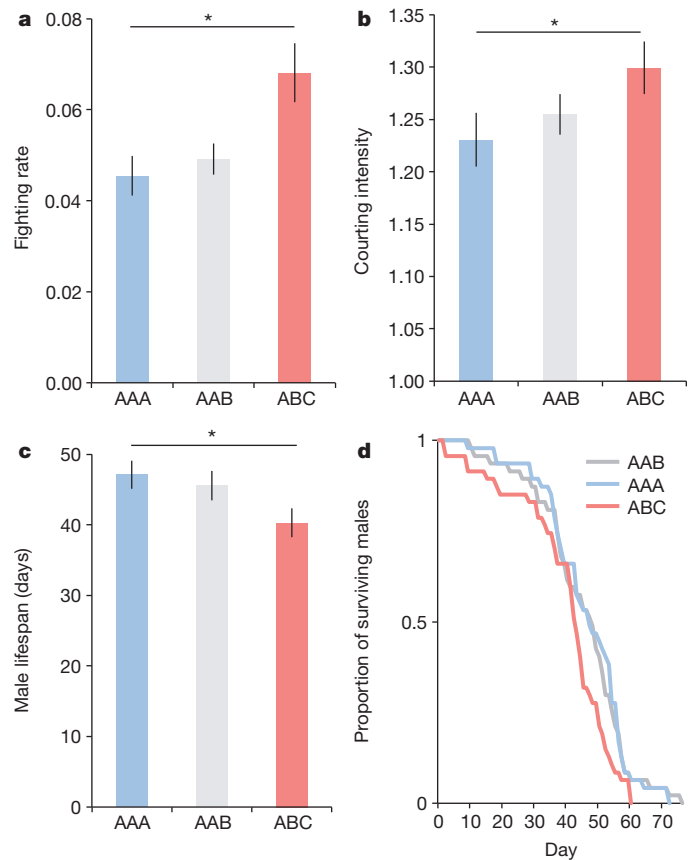 a
*
0.08
0.06
0.04
0.02
0.00
Fighting rate
AAA AAB ABC
b
*
1.35
1.30
1.25
1.20
1.15
1.10
1.05
1.00
Courting intensity
AAA AAB ABC
c
*
50
40
30
20
10
0
Male lifespan (days)
AAA AAB ABC
d
1
0.5
0
Proportion of surviving males
AAB
AAA
ABC
0 10 20 30 40 50 60 70
Day